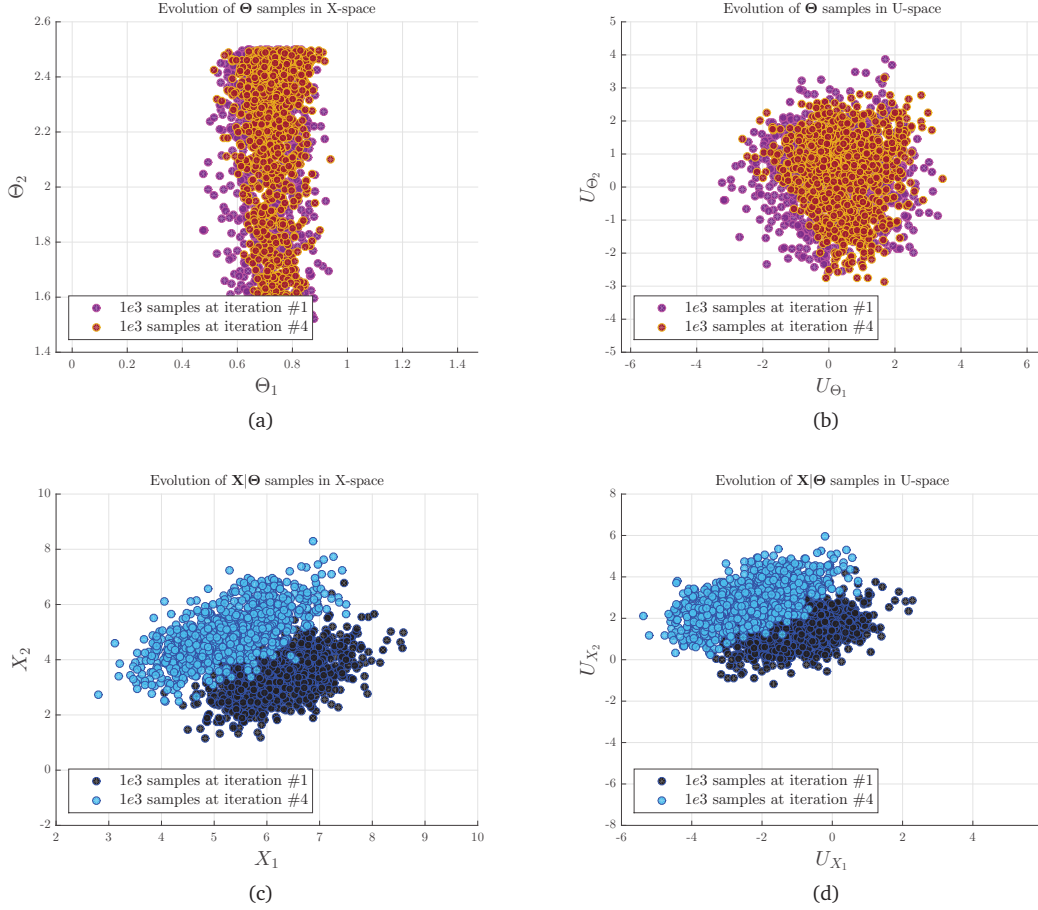 Evolution of Θ samples in X-space
2.6
2.4
2.2
2
1.8
1.6
1.4
Θ2
1e3 samples at iteration #1
1e3 samples at iteration #4
0 0.2 0.4 0.6 0.8 1 1.2 1.4
Θ1
(a)
Evolution of Θ samples in U-space
5
4
3
2
1
0
-1
-2
-3
-4
-5
UΘ2
1e3 samples at iteration #1
1e3 samples at iteration #4
-6 -4 -2 0 2 4 6
UΘ1
(b)
Evolution of X|Θ samples in X-space
10
8
6
4
2
0
-2
X2
1e3 samples at iteration #1
1e3 samples at iteration #4
2 3 4 5 6 7 8 9 10
X1
(c)
Evolution of X|Θ samples in U-space
8
6
4
2
0
-2
-4
-6
-8
UX2
1e3 samples at iteration #1
1e3 samples at iteration #4
-6 -4 -2 0 2 4
UX1
(d)